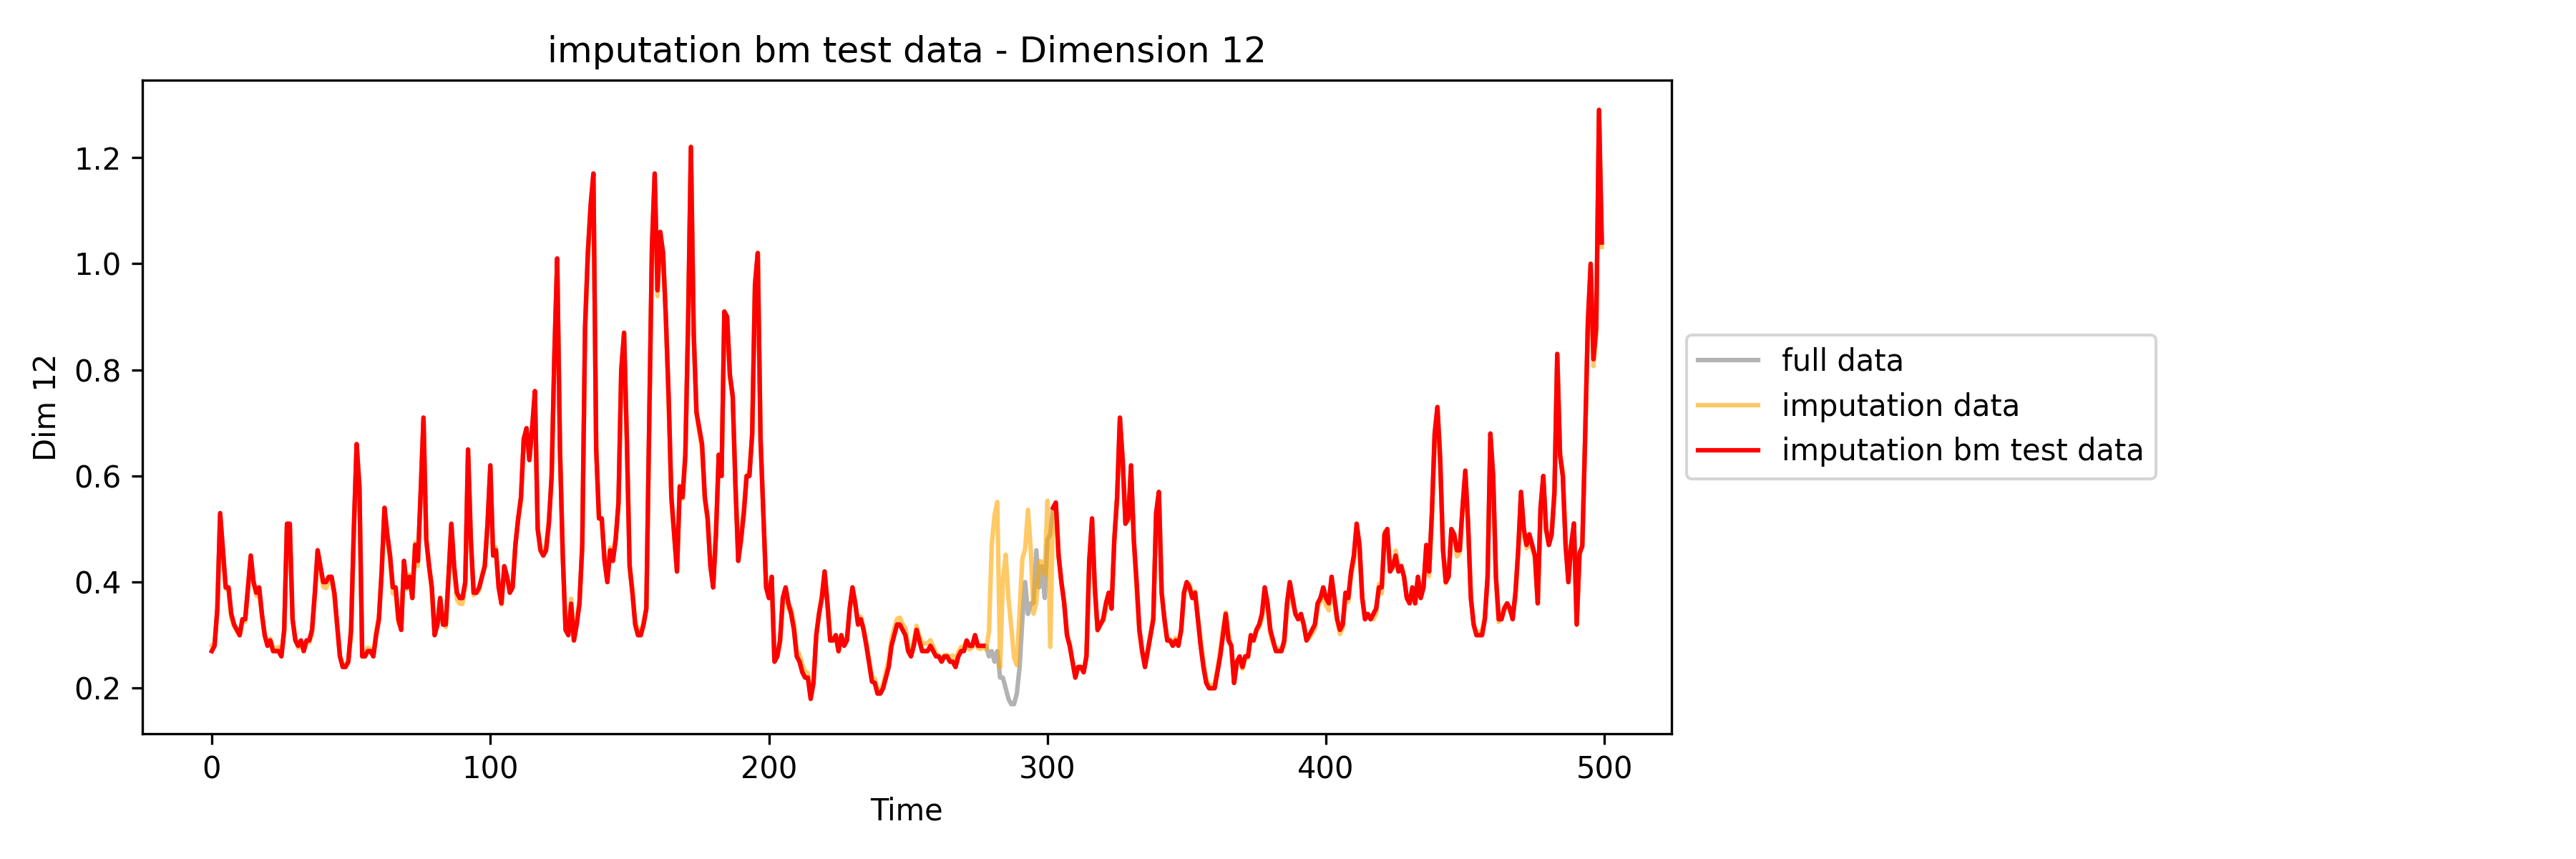 imputation bm test data - Dimension 12
1.2
1.0
0.8
0.6
0.4
0.2
Dim 12
0 100 200 300 400 500
Time
full data
imputation data
imputation bm test data